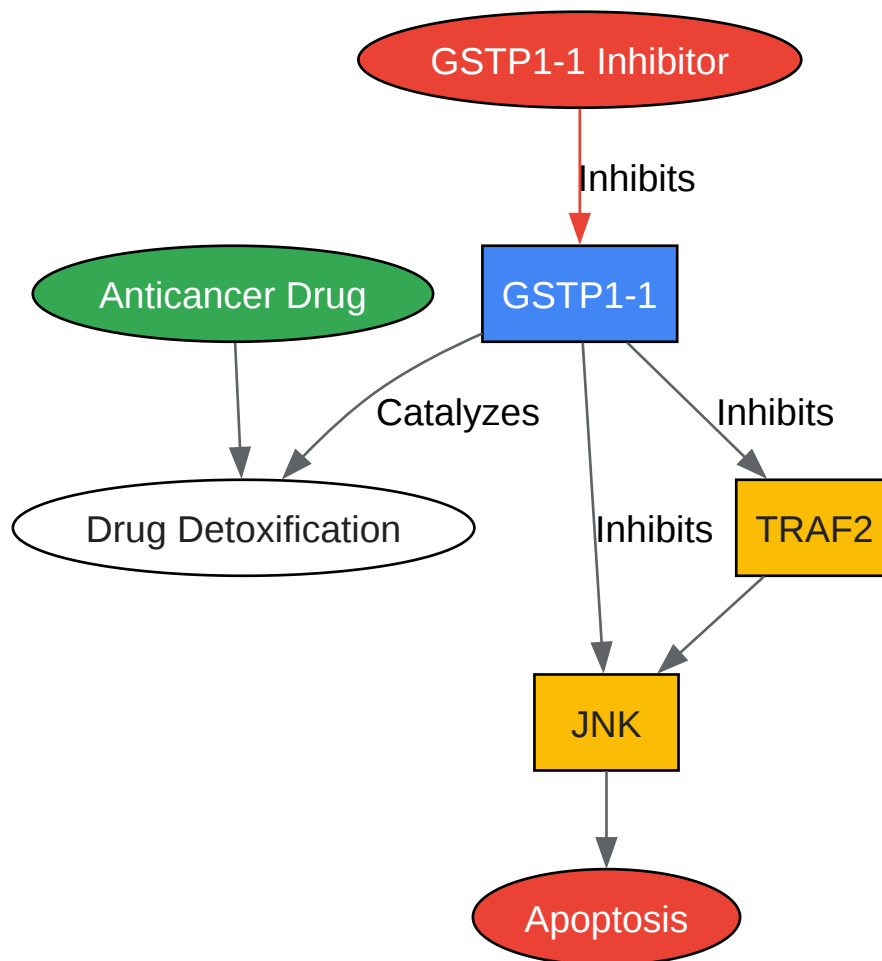 GSTP1-1 Inhibitor
Inhibits
Anticancer Drug
GSTP1-1
Catalyzes
Inhibits
Drug Detoxification
Inhibits
TRAF2
JNK
Apoptosis